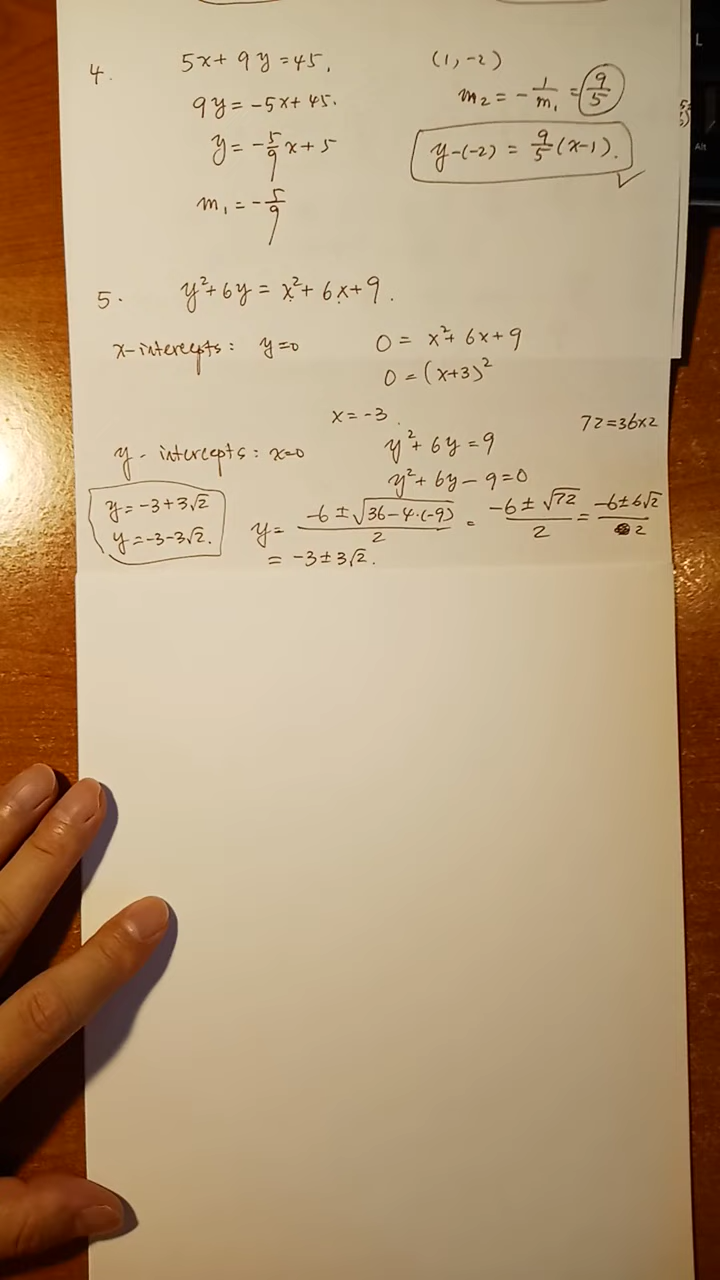 4. 5x + 9y = 45. (1, -2)
9y = -5x + 45. m₂ = -1/m₁ = 9/5
y = -5/9 x + 5 y-(-2) = 9/5 (x-1).
m₁ = -5/9
5. y² + 6y = x² + 6x + 9.
x-intercepts: y=0 0 = x² + 6x + 9
0 = (x+3)²
x = -3. 72 = 36×2
y-intercepts: x=0 y² + 6y = 9
y² + 6y - 9 = 0
y = -3 + 3√2
y = -3 - 3√2.
y = (-6 ± √(36-4·(-9)))/2 = (-6 ± √72)/2 = (-6 ± 6√2)/2
= -3 ± 3√2.
L
Alt